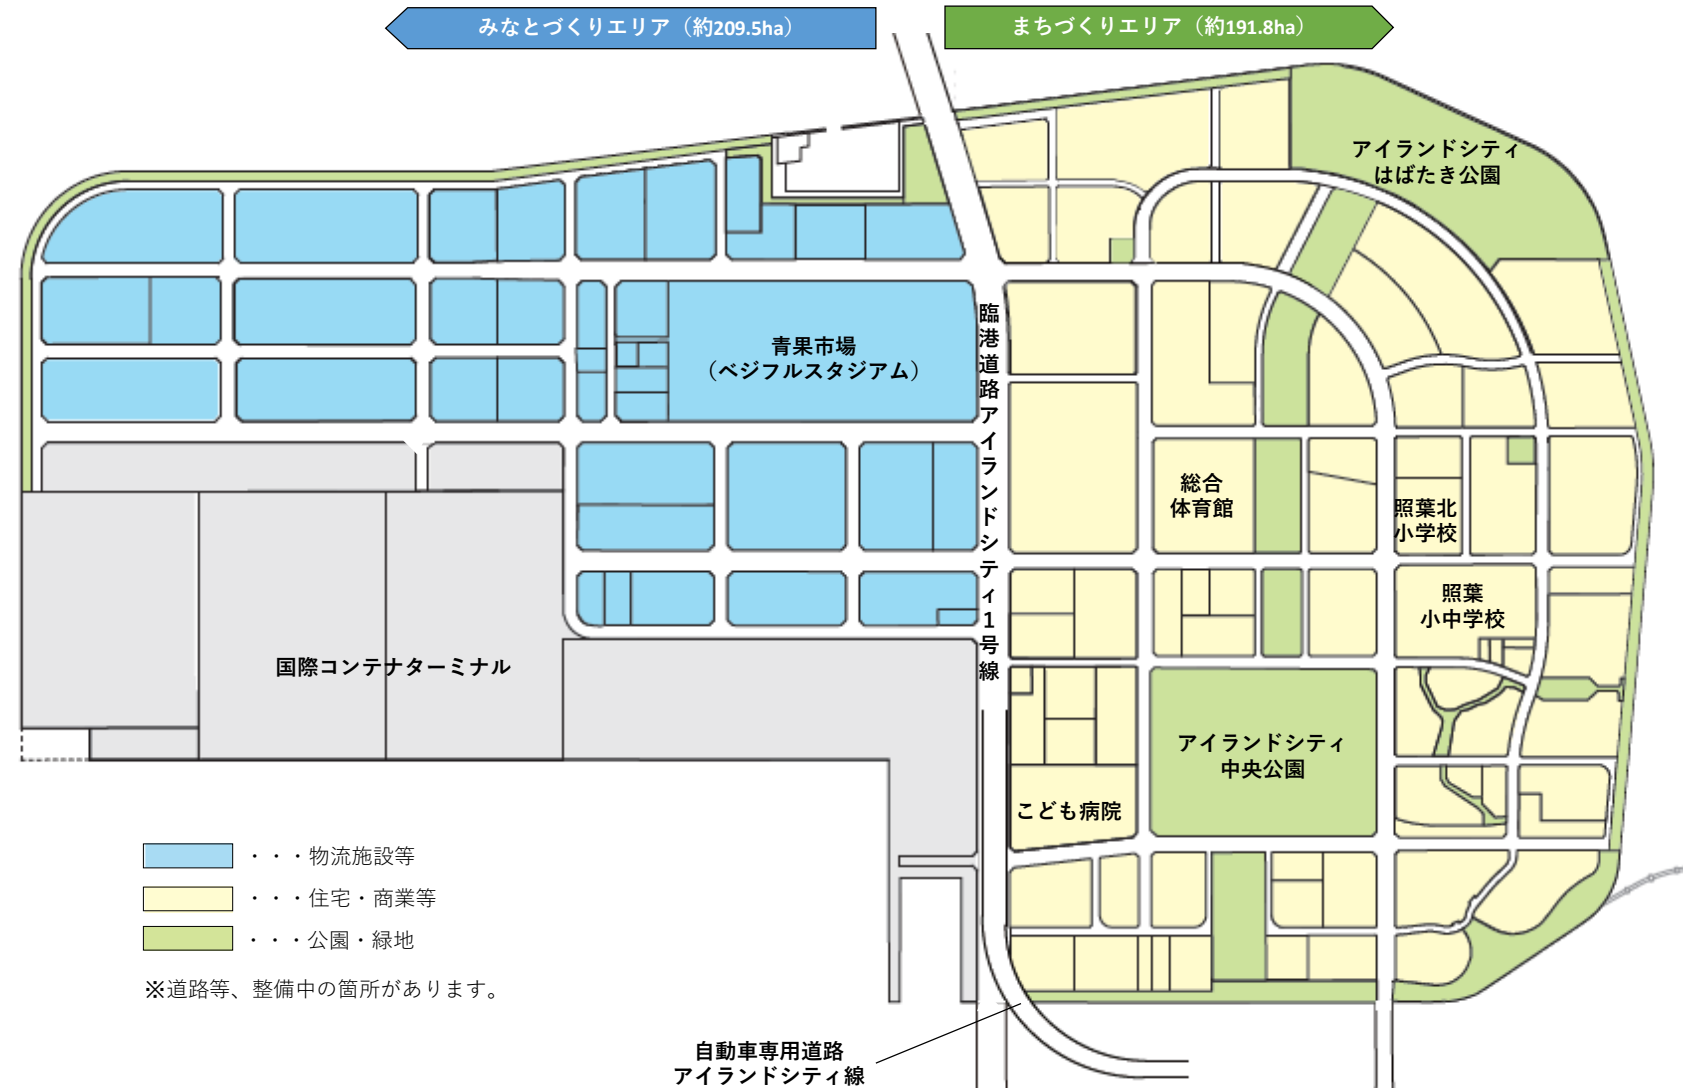 みなとづくりエリア（約209.5ha）
まちづくりエリア（約191.8ha）
アイランドシティ
はばたき公園
臨港道路アイランドシティ1号線
青果市場
（ベジフルスタジアム）
総合
体育館
照葉北
小学校
照葉
小中学校
国際コンテナターミナル
アイランドシティ
中央公園
こども病院
・・・物流施設等
・・・住宅・商業等
・・・公園・緑地
※道路等、整備中の箇所があります。
自動車専用道路
アイランドシティ線